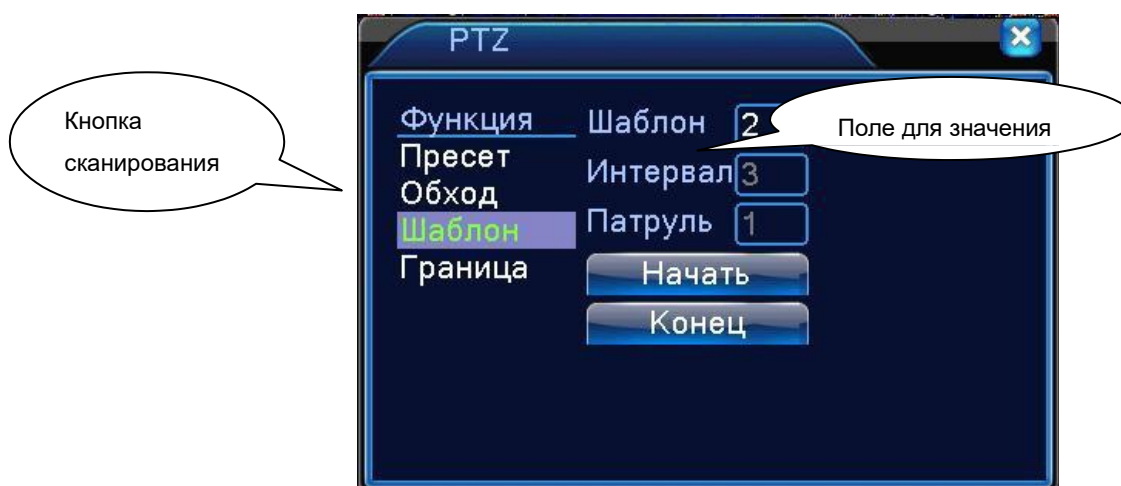 PTZ
Кнопка
сканирования
Функция
Пресет
Обход
Шаблон
Граница
Шаблон 2
Интервал 3
Патруль 1
Начать
Конец
Поле для значения